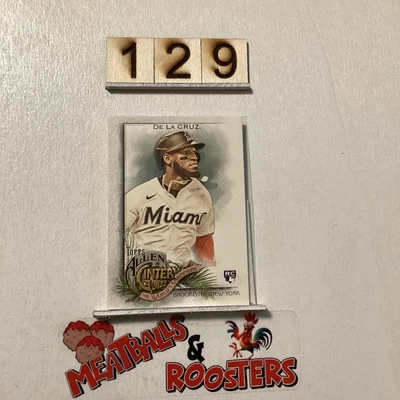 129
DE LA CRUZ.
Miami
TOPPS
ALLEN
GINTER
RC
BROOKLYN NEW YORK
MEATBALLS
&
ROOSTERS